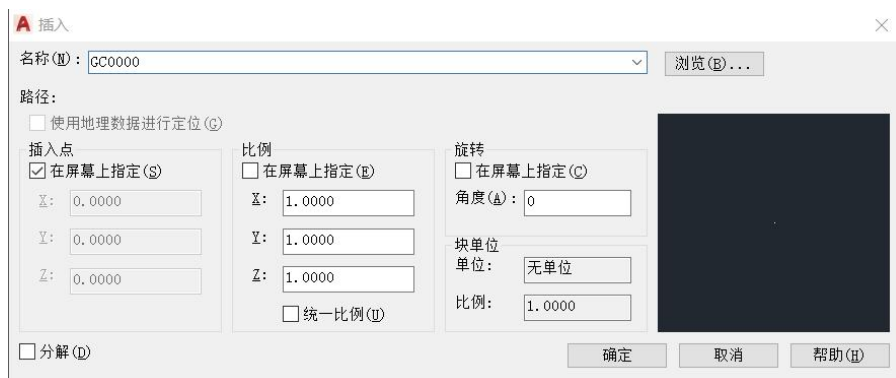 插入
名称(N): GC0000 浏览(B)...
路径:
使用地理数据进行定位(G)
插入点 比例 旋转
在屏幕上指定(S) 在屏幕上指定(E) 在屏幕上指定(C)
X: 0.0000 X: 1.0000 角度(A): 0
Y: 0.0000 Y: 1.0000 块单位
Z: 0.0000 Z: 1.0000 单位: 无单位
统一比例(U) 比例: 1.0000
分解(D) 确定 取消 帮助(H)